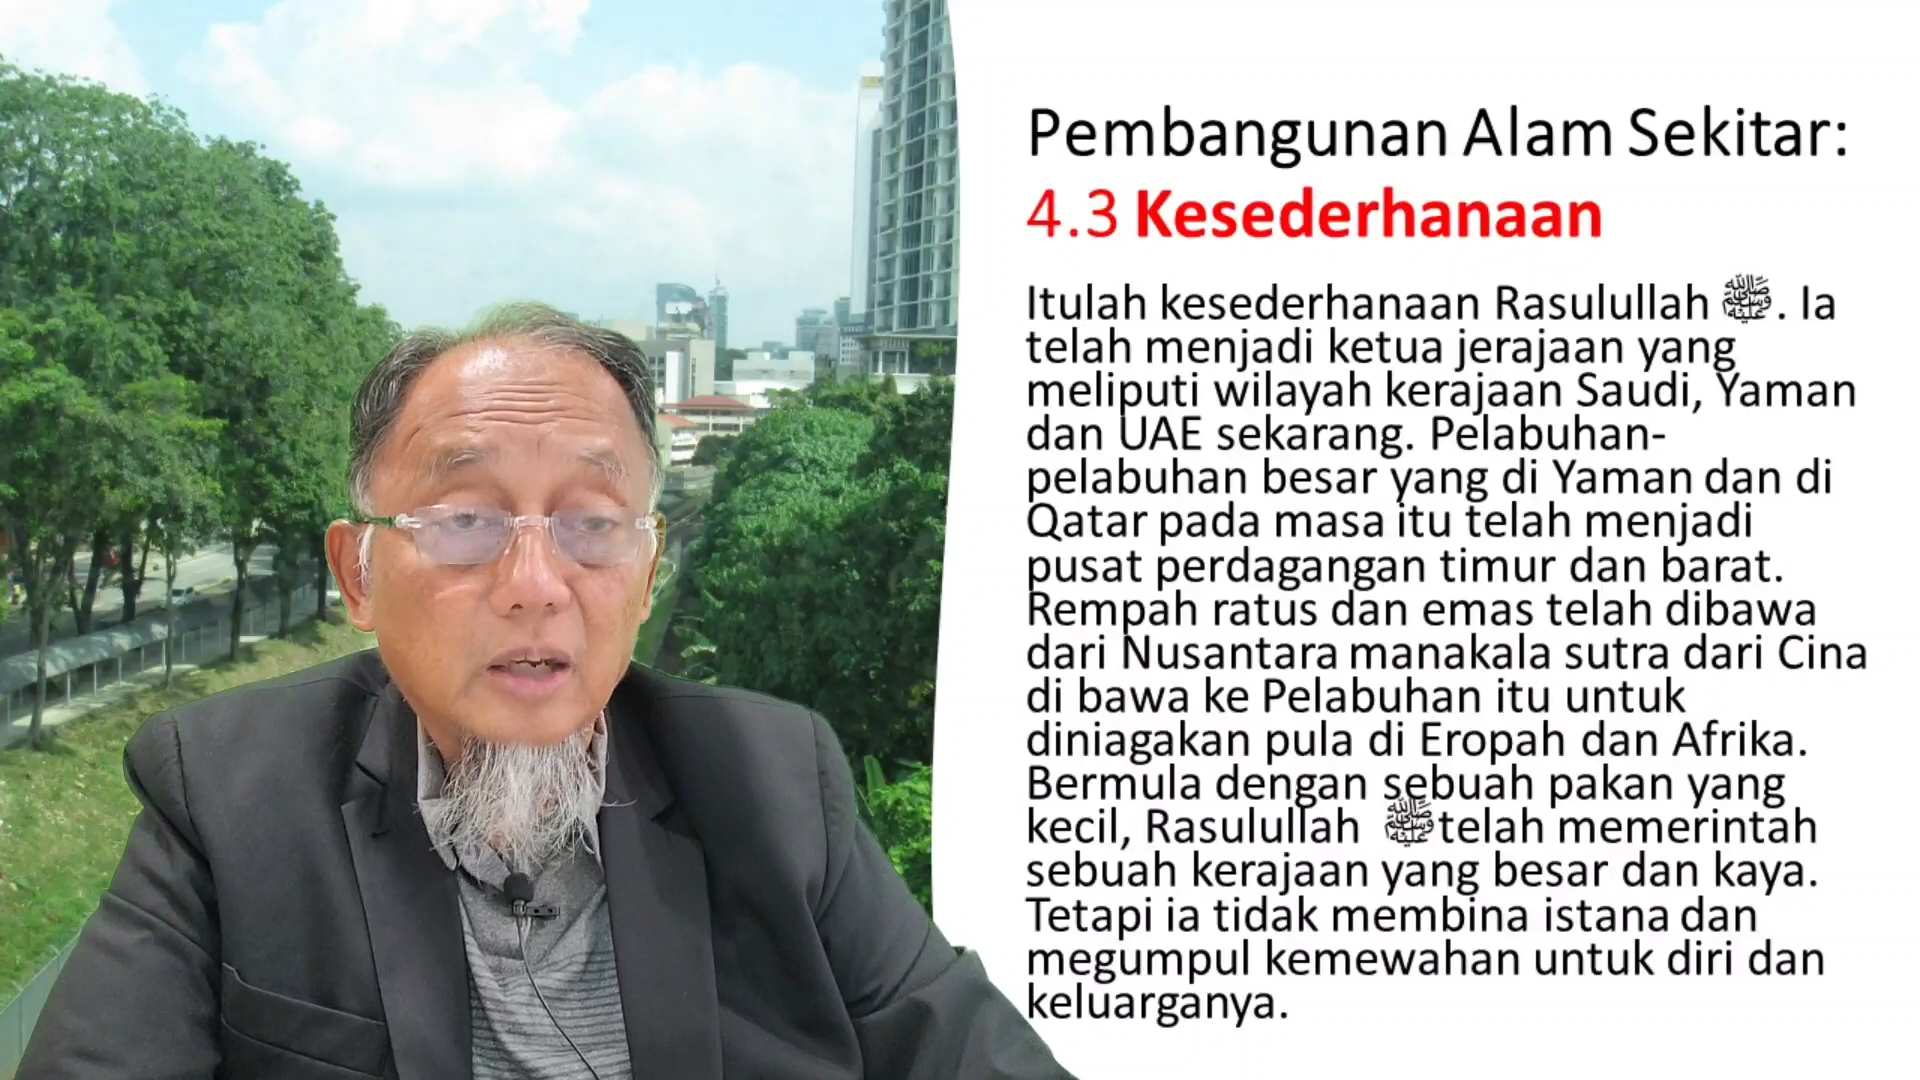 Pembangunan Alam Sekitar:
4.3 Kesederhanaan
Itulah kesederhanaan Rasulullah ﷺ. Ia
telah menjadi ketua jerajaan yang
meliputi wilayah kerajaan Saudi, Yaman
dan UAE sekarang. Pelabuhan-
pelabuhan besar yang di Yaman dan di
Qatar pada masa itu telah menjadi
pusat perdagangan timur dan barat.
Rempah ratus dan emas telah dibawa
dari Nusantara manakala sutra dari Cina
di bawa ke Pelabuhan itu untuk
diniagakan pula di Eropah dan Afrika.
Bermula dengan sebuah pakan yang
kecil, Rasulullah ﷺ telah memerintah
sebuah kerajaan yang besar dan kaya.
Tetapi ia tidak membina istana dan
megumpul kemewahan untuk diri dan
keluarganya.